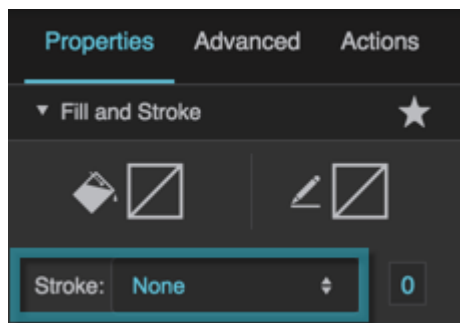 Properties Advanced Actions
Fill and Stroke
Stroke: None 0